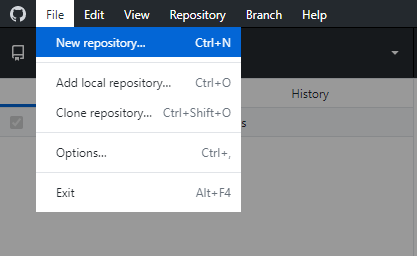 File Edit View Repository Branch Help
New repository... Ctrl+N
Add local repository... Ctrl+O
History
Clone repository... Ctrl+Shift+O
s
Options... Ctrl+,
Exit Alt+F4